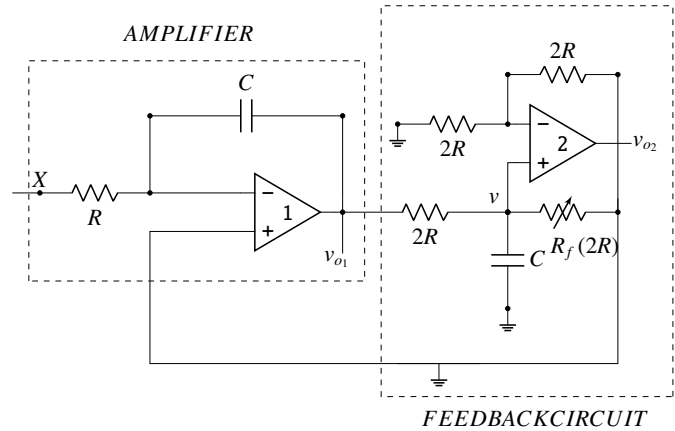 AMPLIFIER
2R
C
2R
−
+
2
v_{o_2}
X
R
−
+
1
v
2R
R_f (2R)
C
v_{o_1}
FEEDBACKCIRCUIT